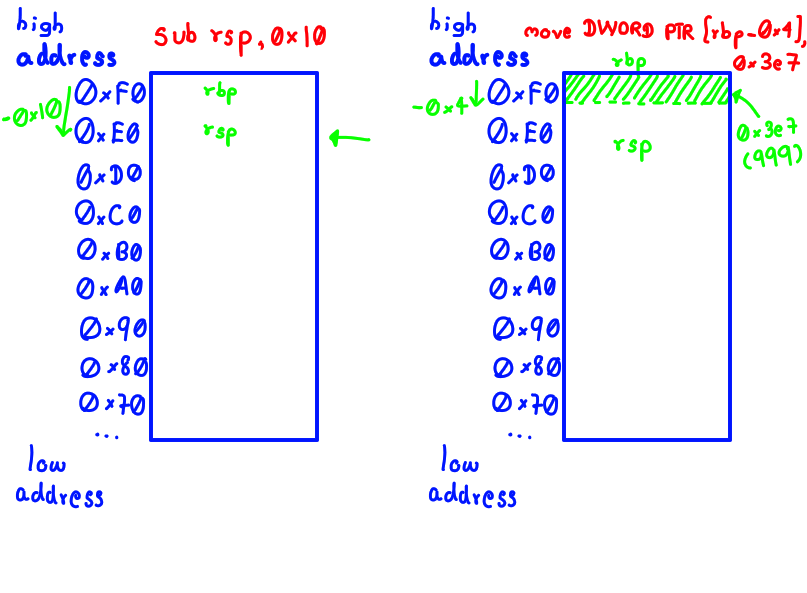 high
address
sub rsp, 0x10
-0x10
0xF0
rbp
0xE0
rsp
0xD0
0xC0
0xB0
0xA0
0x90
0x80
0x70
...
low
address
high
address
move DWORD PTR [rbp-0x4],
0x3e7
rbp
-0x4
0xF0
0xE0
0x3e7
(999)
rsp
0xD0
0xC0
0xB0
0xA0
0x90
0x80
0x70
...
low
address